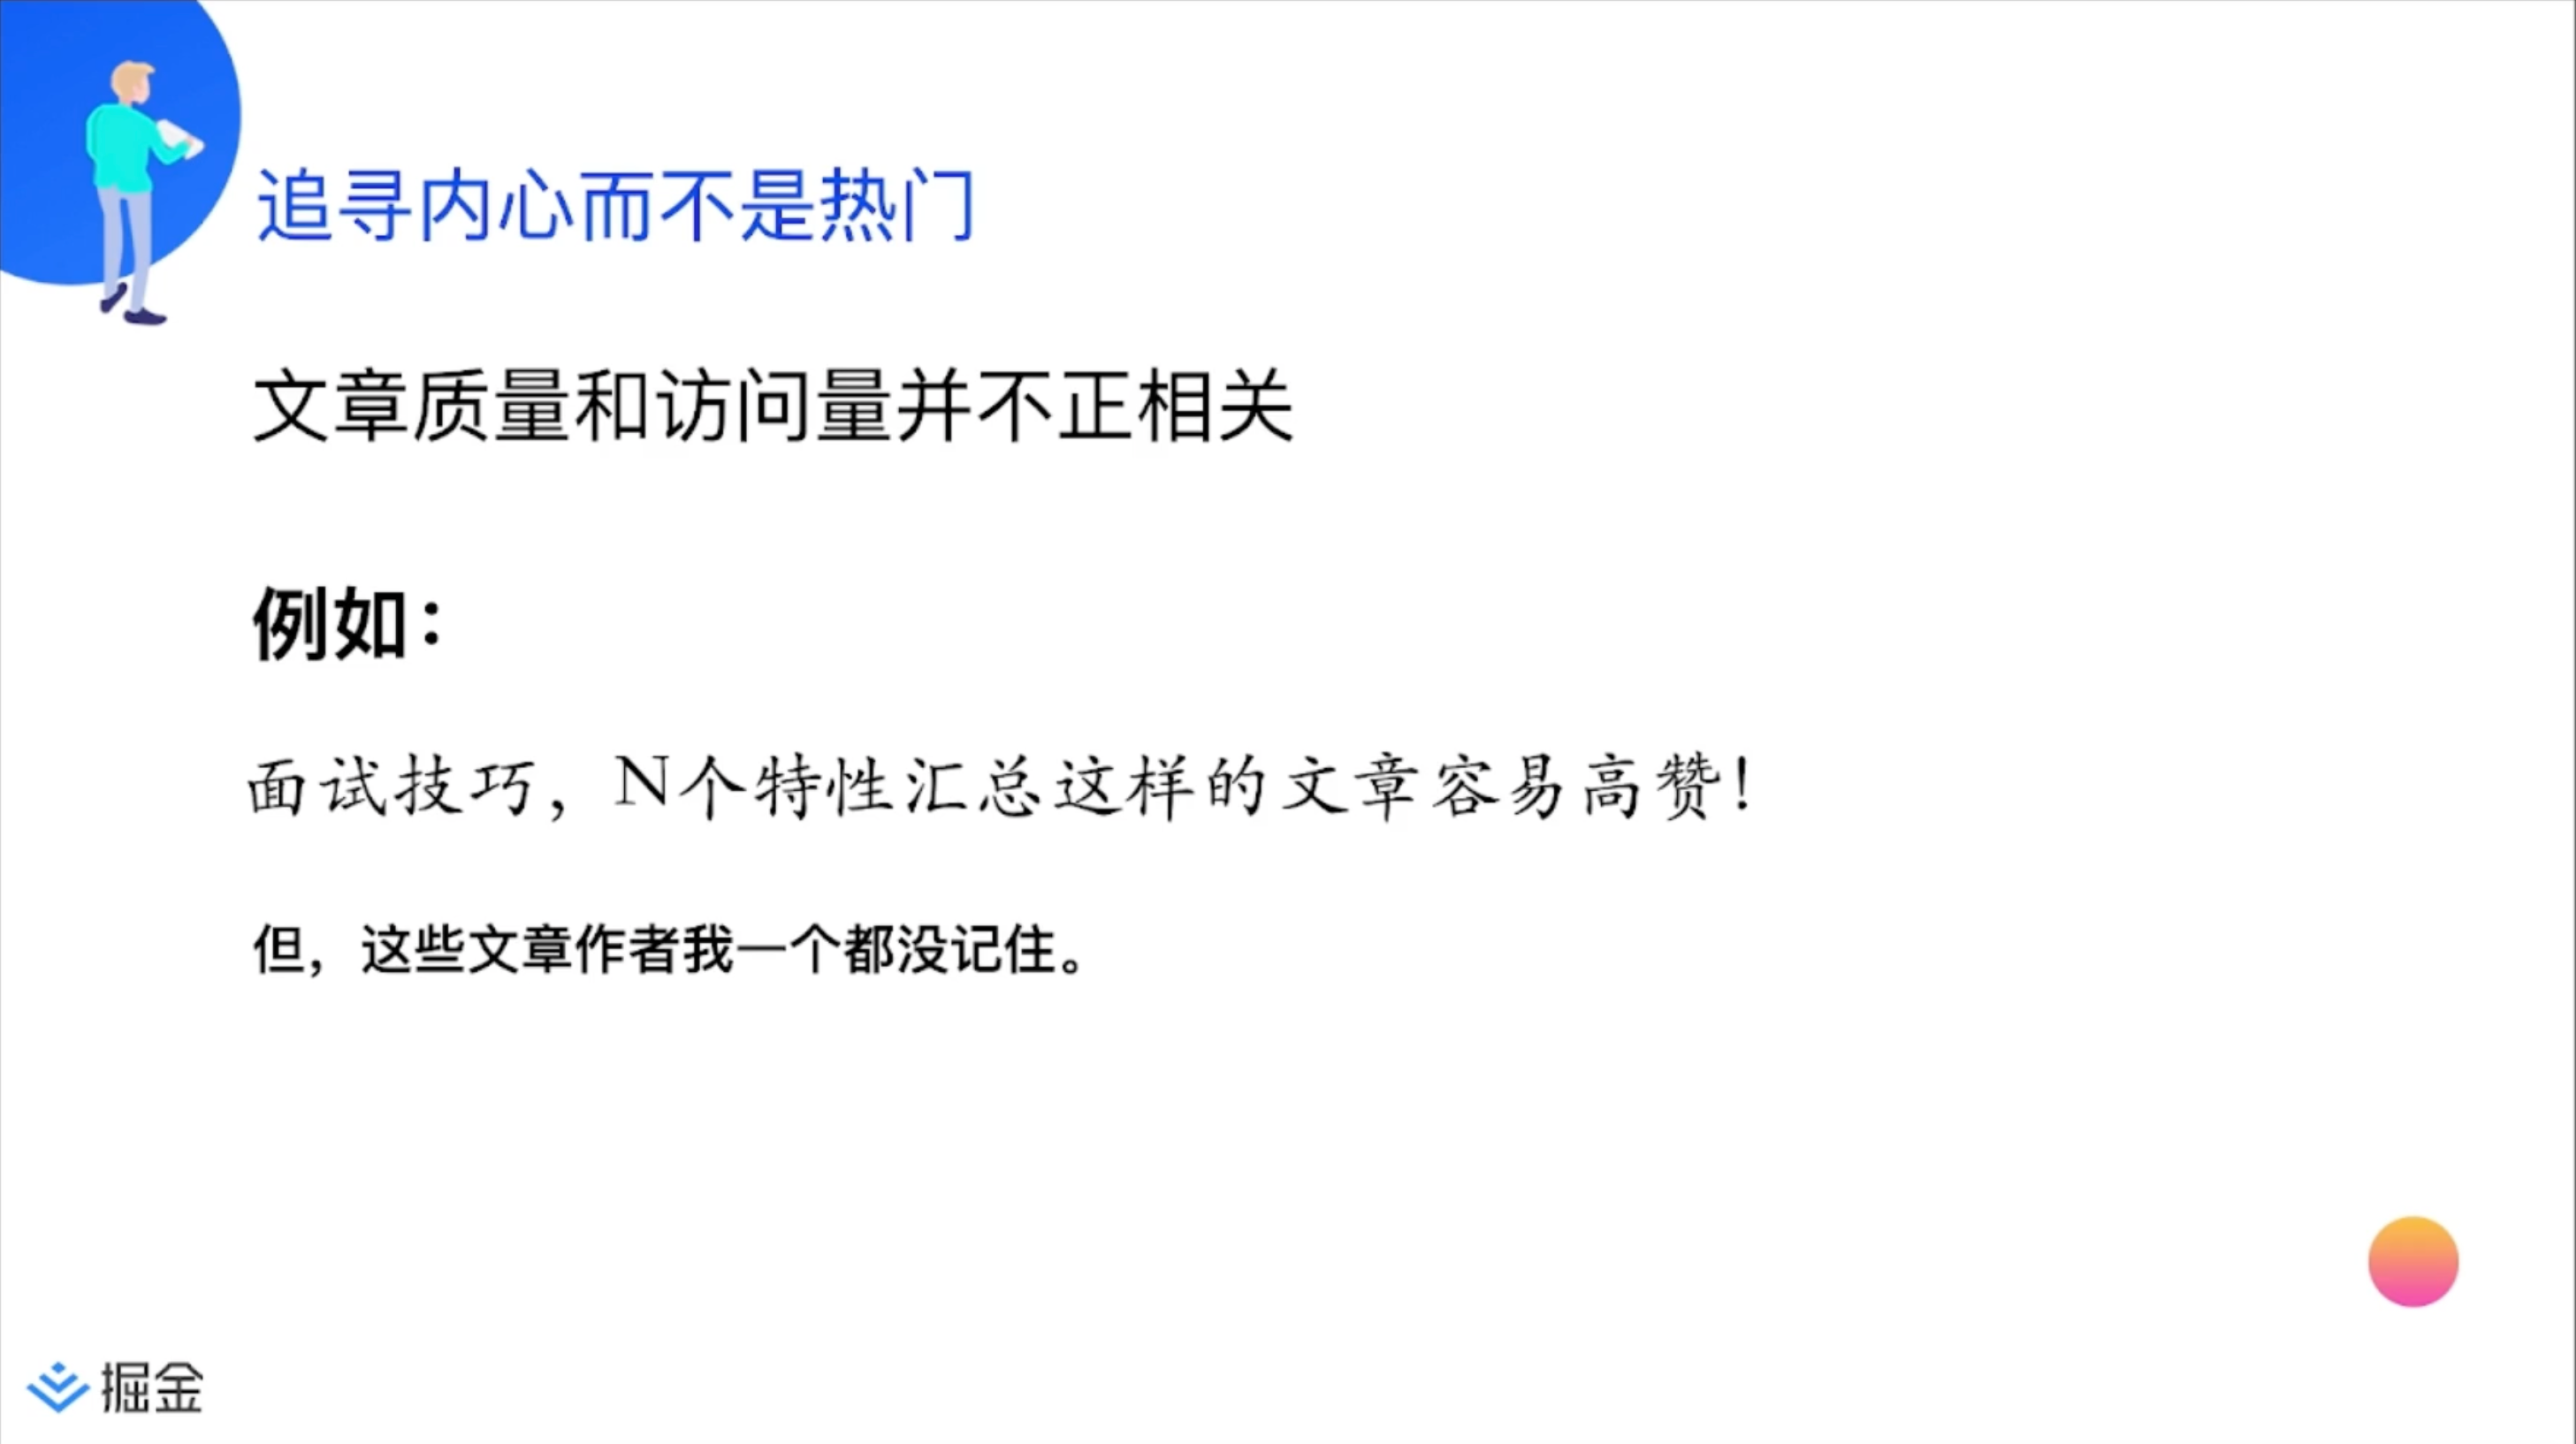 追寻内心而不是热门
文章质量和访问量并不正相关
例如：
面试技巧，N个特性汇总这样的文章容易高赞！
但，这些文章作者我一个都没记住。
掘金